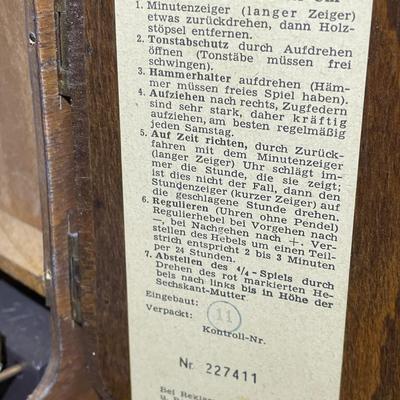 1. Minutenzeiger (langer Zeiger)
etwas zurückdrehen, dann Holz-
stöpsel entfernen.
2. Tonstabschutz durch Aufdrehen
öffnen (Tonstäbe müssen frei
schwingen).
3. Hammerhalter aufdrehen (Häm-
mer müssen freies Spiel haben).
4. Aufziehen nach rechts, Zugfedern
sind sehr stark, daher kräftig
aufziehen, am besten regelmäßig
jeden Samstag.
5. Auf Zeit richten, durch Zurück-
fahren mit dem Minutenzeiger
(langer Zeiger) Uhr schlägt im-
mer die Stunde, die sie zeigt;
ist dies nicht der Fall, dann den
Stundenzeiger (kurzer Zeiger) auf
die geschlagene Stunde drehen.
6. Regulieren (Uhren ohne Pendel)
Regulierhebel bei Vorgehen nach
—, bei Nachgehen nach +. Ver-
stellen des Hebels um einen Teil-
strich entspricht 2 bis 3 Minuten
per 24 Stunden.
7. Abstellen des 4/4-Spiels durch
Drehen des rot markierten He-
bels nach links bis in Höhe der
Sechskant-Mutter
Eingebaut: 11
Verpackt:
Kontroll-Nr.
Nr. 227411